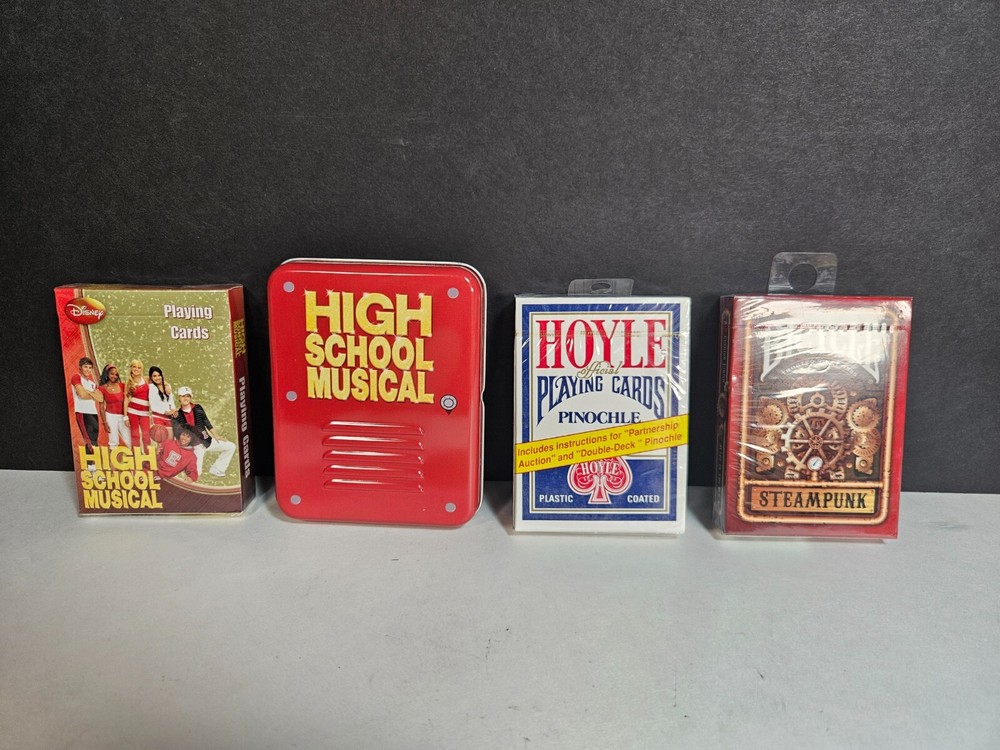 Disney
Playing
Cards
HIGH
SCHOOL
MUSICAL
Playing Cards
HIGH
SCHOOL
MUSICAL
HOYLE
official
PLAYING CARDS
PINOCHLE
Includes instructions for "Partnership
Auction" and "Double-Deck" Pinochle
HOYLE
PLASTIC
COATED
BICYCLE
STEAMPUNK